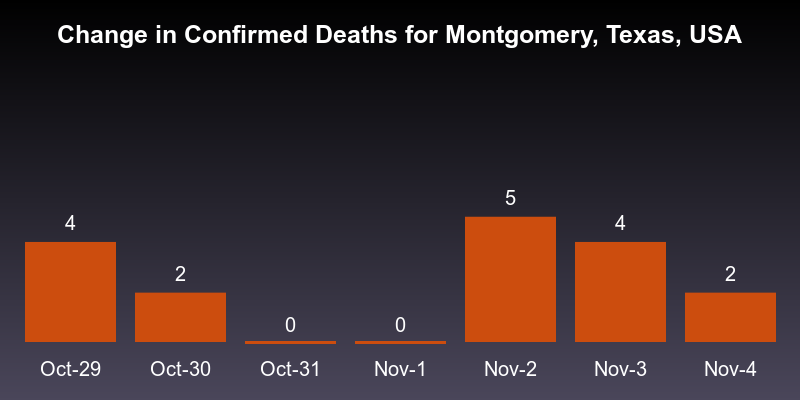 Change in Confirmed Deaths for Montgomery, Texas, USA
4 2 0 0 5 4 2
Oct-29 Oct-30 Oct-31 Nov-1 Nov-2 Nov-3 Nov-4